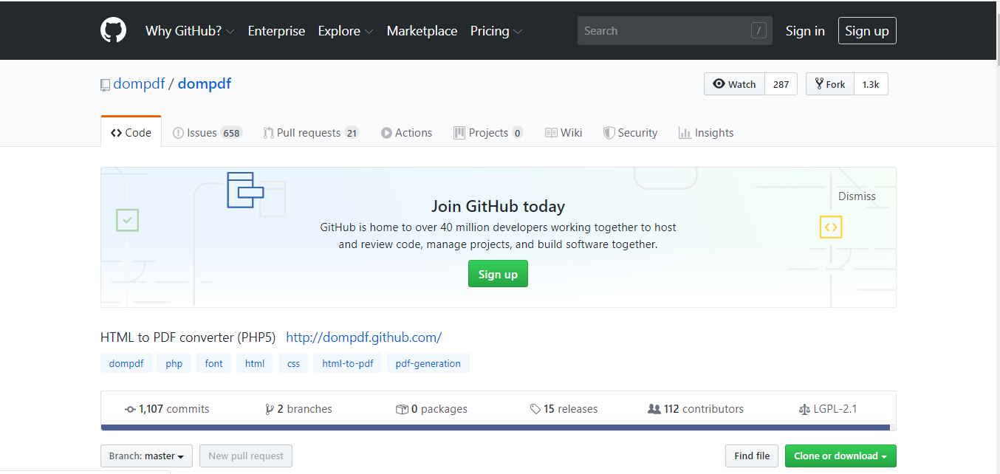 Why GitHub? Enterprise Explore Marketplace Pricing Search / Sign in Sign up
dompdf / dompdf Watch 287 Fork 1.3k
Code Issues 658 Pull requests 21 Actions Projects 0 Wiki Security Insights
Dismiss
Join GitHub today
GitHub is home to over 40 million developers working together to host
and review code, manage projects, and build software together.
Sign up
HTML to PDF converter (PHP5) http://dompdf.github.com/
dompdf php font html css html-to-pdf pdf-generation
1,107 commits 2 branches 0 packages 15 releases 112 contributors LGPL-2.1
Branch: master New pull request Find file Clone or download